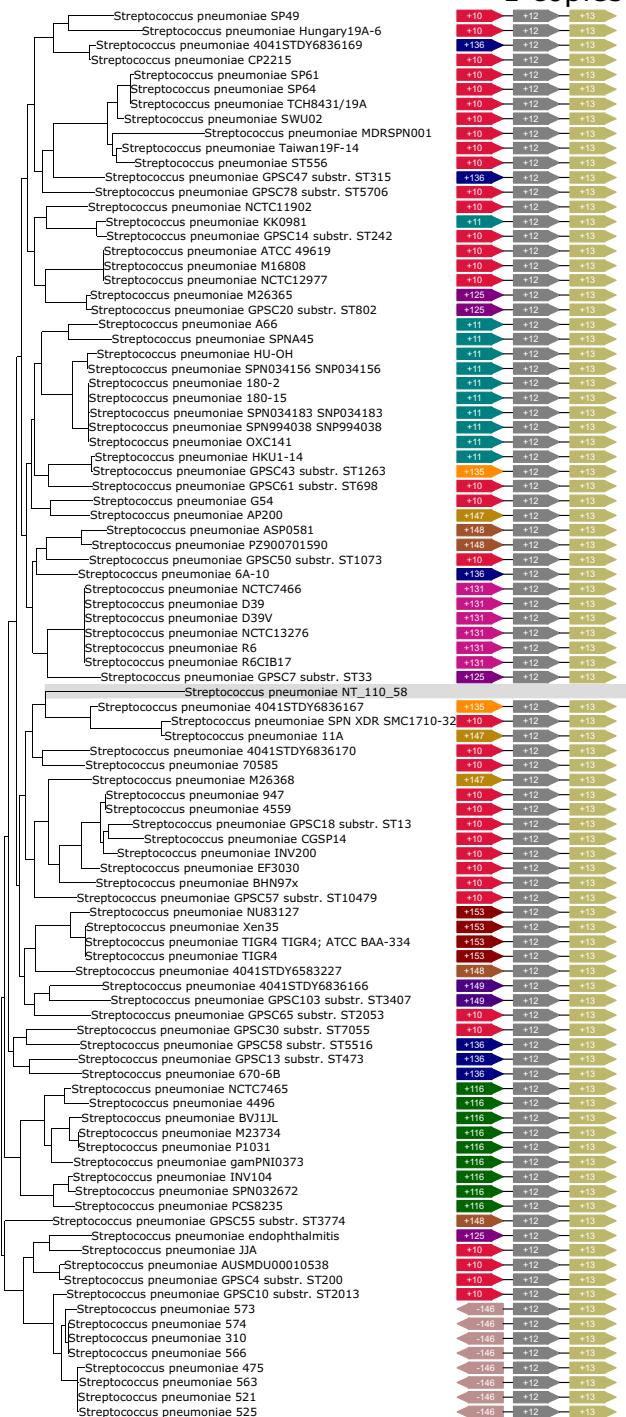 Streptococcus pneumoniae SP49 +10 +12 +13
Streptococcus pneumoniae Hungary19A-6 +10 +12 +13
Streptococcus pneumoniae 4041STDY6836169 +136 +12 +13
Streptococcus pneumoniae CP2215 +10 +12 +13
Streptococcus pneumoniae SP61 +10 +12 +13
Streptococcus pneumoniae SP64 +10 +12 +13
Streptococcus pneumoniae TCH8431/19A +10 +12 +13
Streptococcus pneumoniae SWU02 +10 +12 +13
Streptococcus pneumoniae MDRSPN001 +10 +12 +13
Streptococcus pneumoniae Taiwan19F-14 +10 +12 +13
Streptococcus pneumoniae ST556 +10 +12 +13
Streptococcus pneumoniae GPSC47 substr. ST315 +136 +12 +13
Streptococcus pneumoniae GPSC78 substr. ST5706 +10 +12 +13
Streptococcus pneumoniae NCTC11902 +10 +12 +13
Streptococcus pneumoniae KK0981 +11 +12 +13
Streptococcus pneumoniae GPSC14 substr. ST242 +10 +12 +13
Streptococcus pneumoniae ATCC 49619 +10 +12 +13
Streptococcus pneumoniae M16808 +10 +12 +13
Streptococcus pneumoniae NCTC12977 +10 +12 +13
Streptococcus pneumoniae M26365 +125 +12 +13
Streptococcus pneumoniae GPSC20 substr. ST802 +125 +12 +13
Streptococcus pneumoniae A66 +11 +12 +13
Streptococcus pneumoniae SPNA45 +11 +12 +13
Streptococcus pneumoniae HU-OH +11 +12 +13
Streptococcus pneumoniae SPN034156 SNP034156 +11 +12 +13
Streptococcus pneumoniae 180-2 +11 +12 +13
Streptococcus pneumoniae 180-15 +11 +12 +13
Streptococcus pneumoniae SPN034183 SNP034183 +11 +12 +13
Streptococcus pneumoniae SPN994038 SNP994038 +11 +12 +13
Streptococcus pneumoniae OXC141 +11 +12 +13
Streptococcus pneumoniae HKU1-14 +11 +12 +13
Streptococcus pneumoniae GPSC43 substr. ST1263 +135 +12 +13
Streptococcus pneumoniae GPSC61 substr. ST698 +10 +12 +13
Streptococcus pneumoniae G54 +10 +12 +13
Streptococcus pneumoniae AP200 +147 +12 +13
Streptococcus pneumoniae ASP0581 +148 +12 +13
Streptococcus pneumoniae PZ900701590 +148 +12 +13
Streptococcus pneumoniae GPSC50 substr. ST1073 +10 +12 +13
Streptococcus pneumoniae 6A-10 +136 +12 +13
Streptococcus pneumoniae NCTC7466 +131 +12 +13
Streptococcus pneumoniae D39 +131 +12 +13
Streptococcus pneumoniae D39V +131 +12 +13
Streptococcus pneumoniae NCTC13276 +131 +12 +13
Streptococcus pneumoniae R6 +131 +12 +13
Streptococcus pneumoniae R6CIB17 +131 +12 +13
Streptococcus pneumoniae GPSC7 substr. ST33 +125 +12 +13
Streptococcus pneumoniae NT_110_58
Streptococcus pneumoniae 4041STDY6836167 +135 +12 +13
Streptococcus pneumoniae SPN XDR SMC1710-32 +10 +12 +13
Streptococcus pneumoniae 11A +147 +12 +13
Streptococcus pneumoniae 4041STDY6836170 +10 +12 +13
Streptococcus pneumoniae 70585 +10 +12 +13
Streptococcus pneumoniae M26368 +147 +12 +13
Streptococcus pneumoniae 947 +10 +12 +13
Streptococcus pneumoniae 4559 +10 +12 +13
Streptococcus pneumoniae GPSC18 substr. ST13 +10 +12 +13
Streptococcus pneumoniae CGSP14 +10 +12 +13
Streptococcus pneumoniae INV200 +10 +12 +13
Streptococcus pneumoniae EF3030 +10 +12 +13
Streptococcus pneumoniae BHN97x +10 +12 +13
Streptococcus pneumoniae GPSC57 substr. ST10479 +10 +12 +13
Streptococcus pneumoniae NU83127 +153 +12 +13
Streptococcus pneumoniae Xen35 +153 +12 +13
Streptococcus pneumoniae TIGR4 TIGR4; ATCC BAA-334 +153 +12 +13
Streptococcus pneumoniae TIGR4 +153 +12 +13
Streptococcus pneumoniae 4041STDY6583227 +148 +12 +13
Streptococcus pneumoniae 4041STDY6836166 +149 +12 +13
Streptococcus pneumoniae GPSC103 substr. ST3407 +149 +12 +13
Streptococcus pneumoniae GPSC65 substr. ST2053 +10 +12 +13
Streptococcus pneumoniae GPSC30 substr. ST7055 +10 +12 +13
Streptococcus pneumoniae GPSC58 substr. ST5516 +136 +12 +13
Streptococcus pneumoniae GPSC13 substr. ST473 +136 +12 +13
Streptococcus pneumoniae 670-6B +136 +12 +13
Streptococcus pneumoniae NCTC7465 +116 +12 +13
Streptococcus pneumoniae 4496 +116 +12 +13
Streptococcus pneumoniae BVJ1JL +116 +12 +13
Streptococcus pneumoniae M23734 +116 +12 +13
Streptococcus pneumoniae P1031 +116 +12 +13
Streptococcus pneumoniae gamPNI0373 +116 +12 +13
Streptococcus pneumoniae INV104 +116 +12 +13
Streptococcus pneumoniae SPN032672 +116 +12 +13
Streptococcus pneumoniae PCS8235 +116 +12 +13
Streptococcus pneumoniae GPSC55 substr. ST3774 +148 +12 +13
Streptococcus pneumoniae endophthalmitis +125 +12 +13
Streptococcus pneumoniae JJA +10 +12 +13
Streptococcus pneumoniae AUSMDU00010538 +10 +12 +13
Streptococcus pneumoniae GPSC4 substr. ST200 +10 +12 +13
Streptococcus pneumoniae GPSC10 substr. ST2013 +10 +12 +13
Streptococcus pneumoniae 573 -146 +12 +13
Streptococcus pneumoniae 574 -146 +12 +13
Streptococcus pneumoniae 310 -146 +12 +13
Streptococcus pneumoniae 566 -146 +12 +13
Streptococcus pneumoniae 475 -146 +12 +13
Streptococcus pneumoniae 563 -146 +12 +13
Streptococcus pneumoniae 521 -146 +12 +13
Streptococcus pneumoniae 525 -146 +12 +13